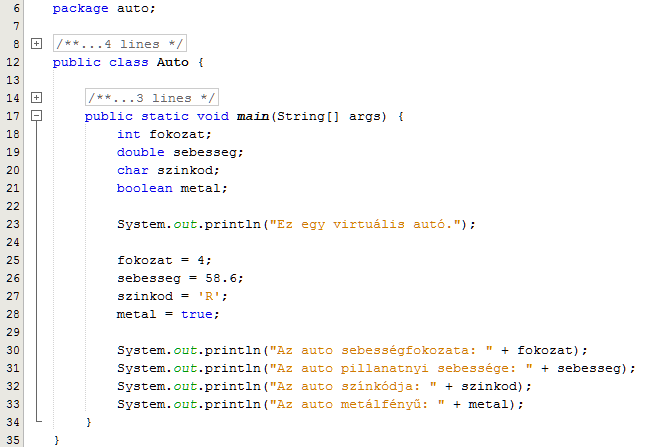 6 package auto;
7
8 /**...4 lines */
12 public class Auto {
13
14 /**...3 lines */
17 public static void main(String[] args) {
18 int fokozat;
19 double sebesseg;
20 char szinkod;
21 boolean metal;
22
23 System.out.println("Ez egy virtuális autó.");
24
25 fokozat = 4;
26 sebesseg = 58.6;
27 szinkod = 'R';
28 metal = true;
29
30 System.out.println("Az auto sebességfokozata: " + fokozat);
31 System.out.println("Az auto pillanatnyi sebessége: " + sebesseg);
32 System.out.println("Az auto színkódja: " + szinkod);
33 System.out.println("Az auto metálfényű: " + metal);
34 }
35 }